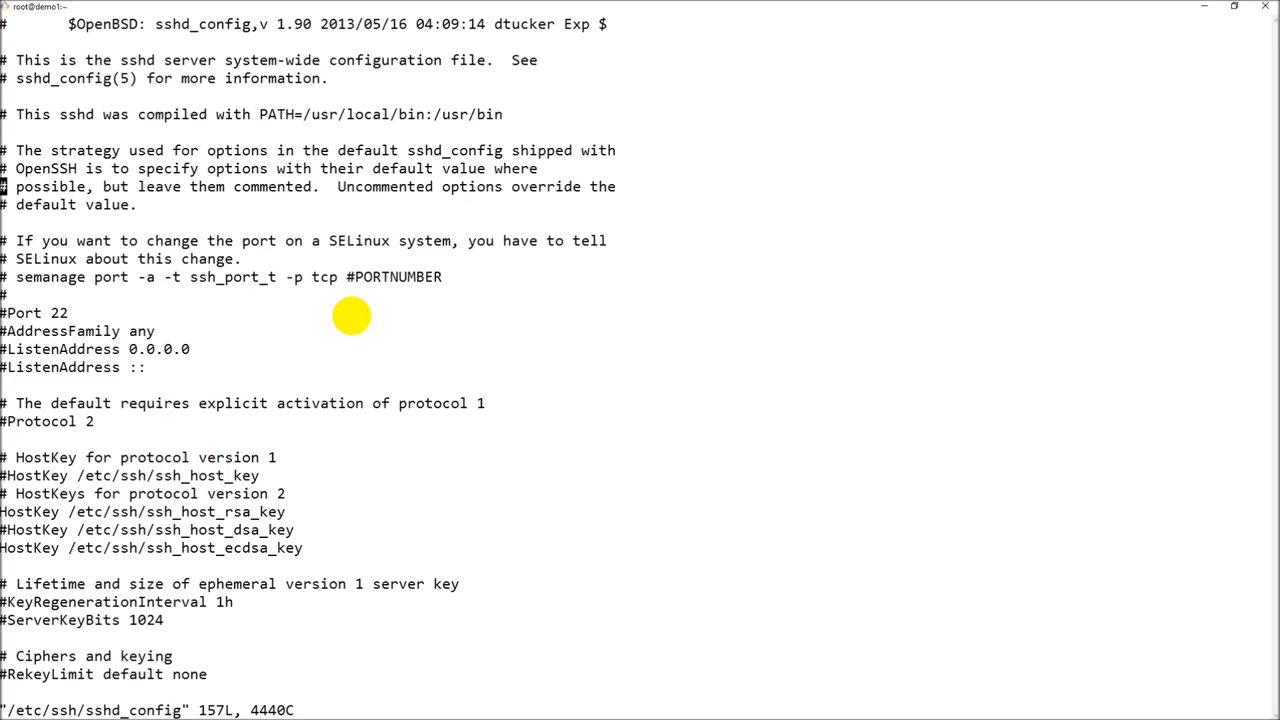 root@demo1:~
#       $OpenBSD: sshd_config,v 1.90 2013/05/16 04:09:14 dtucker Exp $
# This is the sshd server system-wide configuration file.  See
# sshd_config(5) for more information.
# This sshd was compiled with PATH=/usr/local/bin:/usr/bin
# The strategy used for options in the default sshd_config shipped with
# OpenSSH is to specify options with their default value where
# possible, but leave them commented.  Uncommented options override the
# default value.
# If you want to change the port on a SELinux system, you have to tell
# SELinux about this change.
# semanage port -a -t ssh_port_t -p tcp #PORTNUMBER
#
#Port 22
#AddressFamily any
#ListenAddress 0.0.0.0
#ListenAddress ::
# The default requires explicit activation of protocol 1
#Protocol 2
# HostKey for protocol version 1
#HostKey /etc/ssh/ssh_host_key
# HostKeys for protocol version 2
HostKey /etc/ssh/ssh_host_rsa_key
#HostKey /etc/ssh/ssh_host_dsa_key
HostKey /etc/ssh/ssh_host_ecdsa_key
# Lifetime and size of ephemeral version 1 server key
#KeyRegenerationInterval 1h
#ServerKeyBits 1024
# Ciphers and keying
#RekeyLimit default none
"/etc/ssh/sshd_config" 157L, 4440C